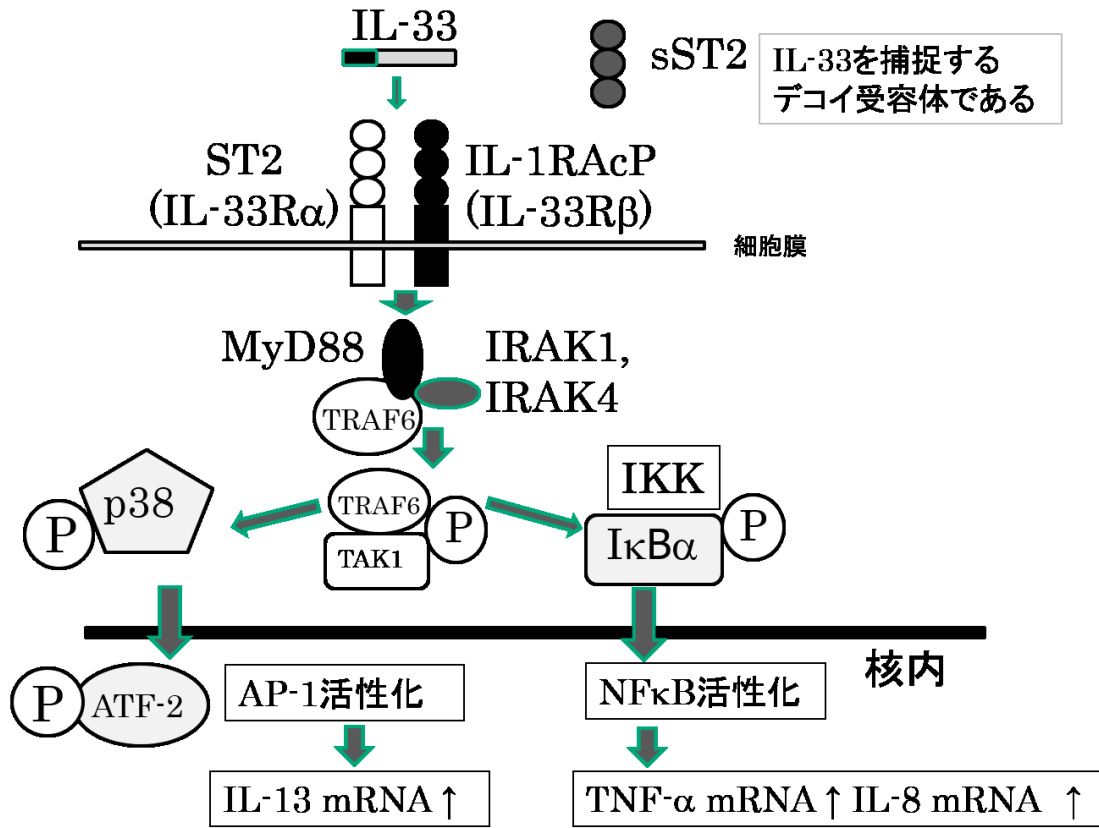 IL-33
sST2
IL-33を捕捉する
デコイ受容体である
ST2
(IL-33Rα)
IL-1RAcP
(IL-33Rβ)
細胞膜
MyD88
IRAK1,
IRAK4
TRAF6
p38
P
TRAF6
P
TAK1
IKK
IκBα
P
核内
P
ATF-2
AP-1活性化
NFκB活性化
IL-13 mRNA ↑
TNF-α mRNA ↑ IL-8 mRNA ↑